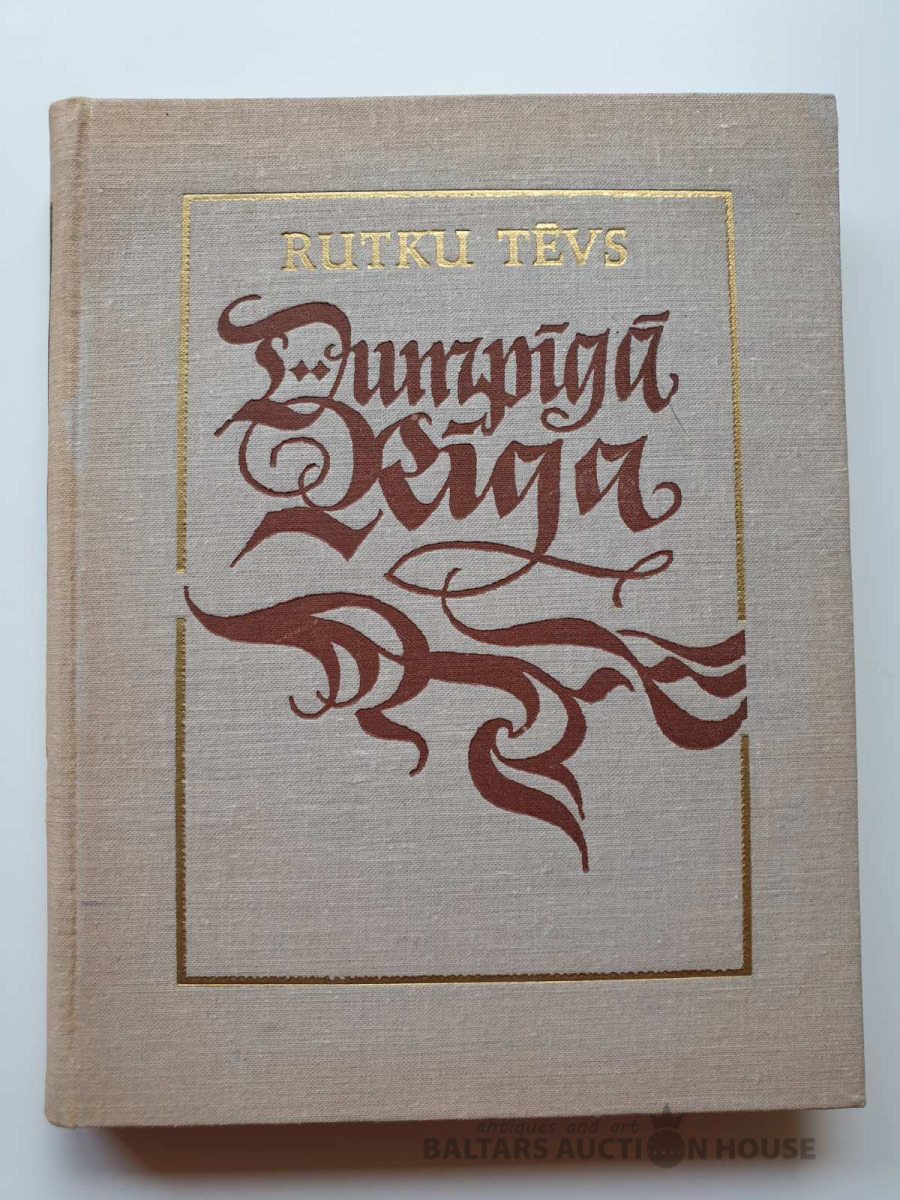 RUTKU TĒVS
Dumpīgā
Rīga
antiques and art
BALTARS AUCTION HOUSE